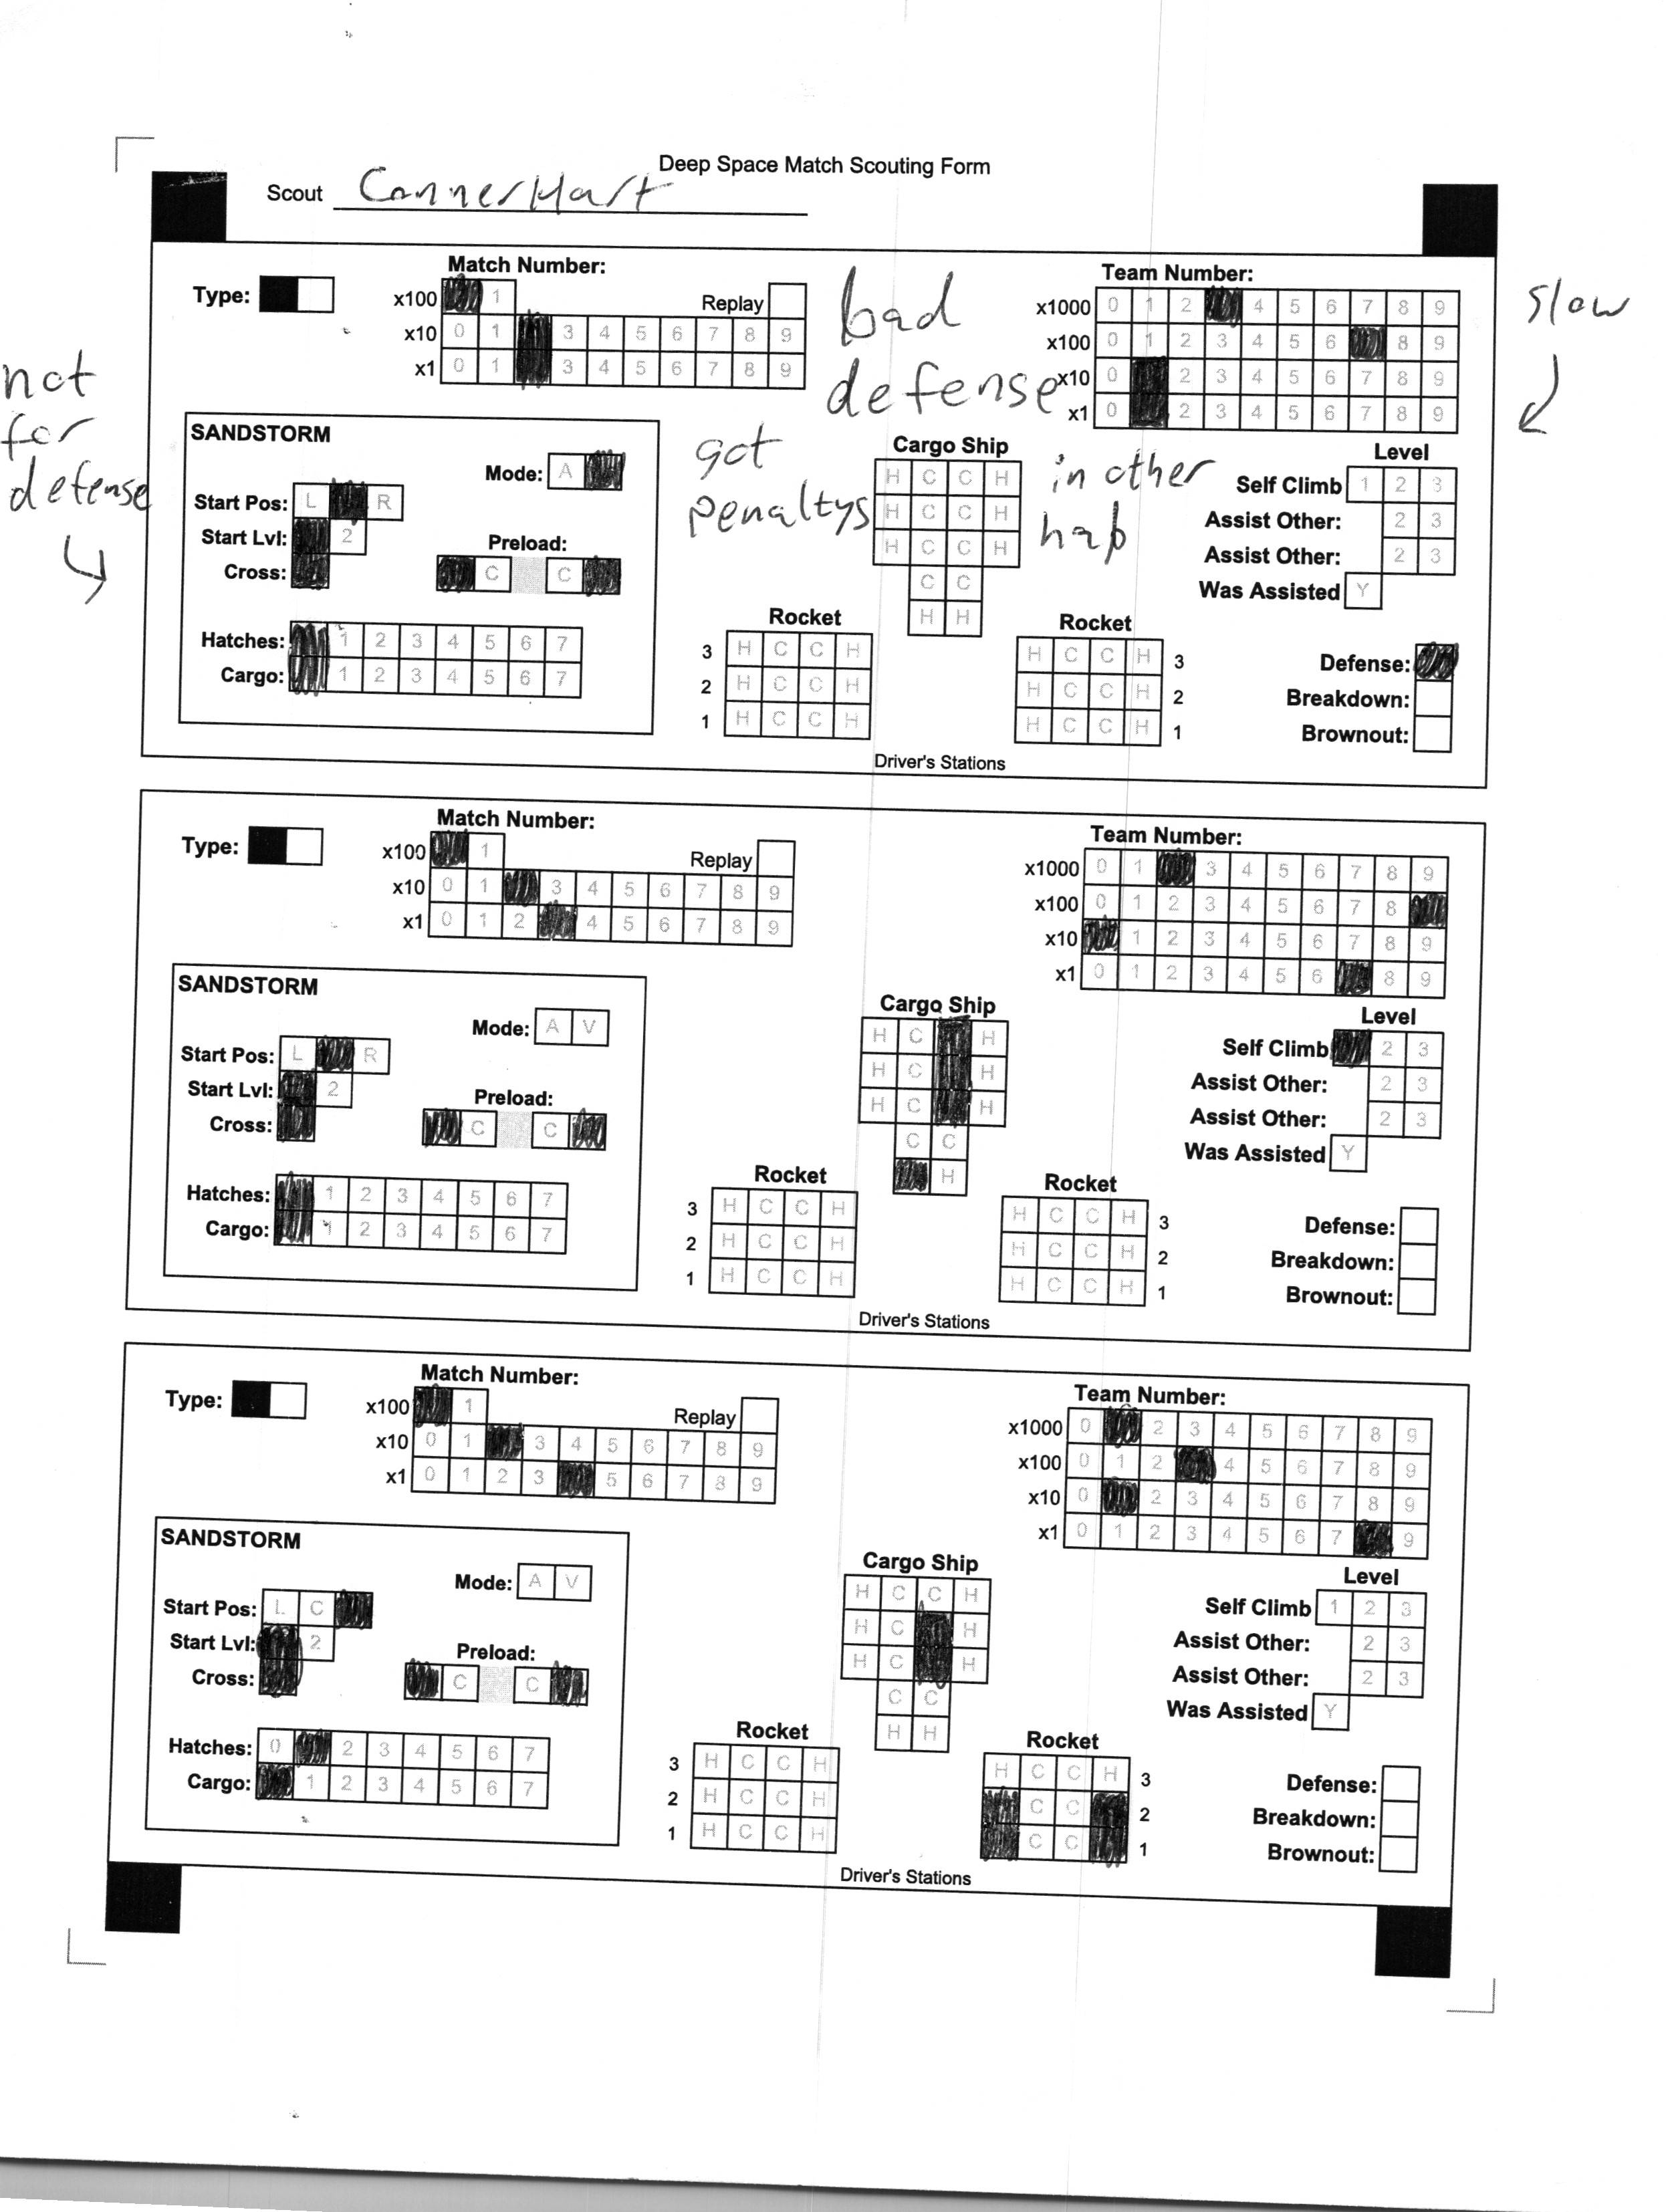 Deep Space Match Scouting Form
Scout Conner Hart
Type:
Match Number:
x100 1
Replay
x10 0 1 3 4 5 6 7 8 9
x1 0 1 3 4 5 6 7 8 9
bad
defense
Team Number:
x1000 0 1 2 4 5 6 7 8 9
x100 0 1 2 3 4 5 6 8 9
x10 0 2 3 4 5 6 7 8 9
x1 0 2 3 4 5 6 7 8 9
slow
not
for
defense
SANDSTORM
Mode: A
Start Pos: L R
Start Lvl: 2
Preload:
Cross: C C
Hatches: 1 2 3 4 5 6 7
Cargo: 1 2 3 4 5 6 7
got
penaltys
in other
hab
Cargo Ship
H C C H
H C C H
H C C H
C C
H H
Rocket
3 H C C H
2 H C C H
1 H C C H
Rocket
H C C H 3
H C C H 2
H C C H 1
Driver's Stations
Level
Self Climb 1 2 3
Assist Other: 2 3
Assist Other: 2 3
Was Assisted Y
Defense:
Breakdown:
Brownout:
Type:
Match Number:
x100 1
Replay
x10 0 1 3 4 5 6 7 8 9
x1 0 1 2 4 5 6 7 8 9
Team Number:
x1000 0 1 3 4 5 6 7 8 9
x100 0 1 2 3 4 5 6 7 8
x10 1 2 3 4 5 6 7 8 9
x1 0 1 2 3 4 5 6 8 9
SANDSTORM
Mode: A V
Start Pos: L R
Start Lvl: 2
Preload:
Cross: C C
Hatches: 1 2 3 4 5 6 7
Cargo: 1 2 3 4 5 6 7
Cargo Ship
H C H
H C H
H C H
C C
H
Rocket
3 H C C H
2 H C C H
1 H C C H
Rocket
H C C H 3
H C C H 2
H C C H 1
Driver's Stations
Level
Self Climb 2 3
Assist Other: 2 3
Assist Other: 2 3
Was Assisted Y
Defense:
Breakdown:
Brownout:
Type:
Match Number:
x100 1
Replay
x10 0 1 3 4 5 6 7 8 9
x1 0 1 2 3 5 6 7 8 9
Team Number:
x1000 0 2 3 4 5 6 7 8 9
x100 0 1 2 4 5 6 7 8 9
x10 0 2 3 4 5 6 7 8 9
x1 0 1 2 3 4 5 6 7 9
SANDSTORM
Mode: A V
Start Pos: L C
Start Lvl: 2
Preload:
Cross: C C
Hatches: 0 2 3 4 5 6 7
Cargo: 1 2 3 4 5 6 7
Cargo Ship
H C C H
H C H
H C H
C C
H H
Rocket
3 H C C H
2 H C C H
1 H C C H
Rocket
H C C H 3
C C 2
C C 1
Driver's Stations
Level
Self Climb 1 2 3
Assist Other: 2 3
Assist Other: 2 3
Was Assisted Y
Defense:
Breakdown:
Brownout: